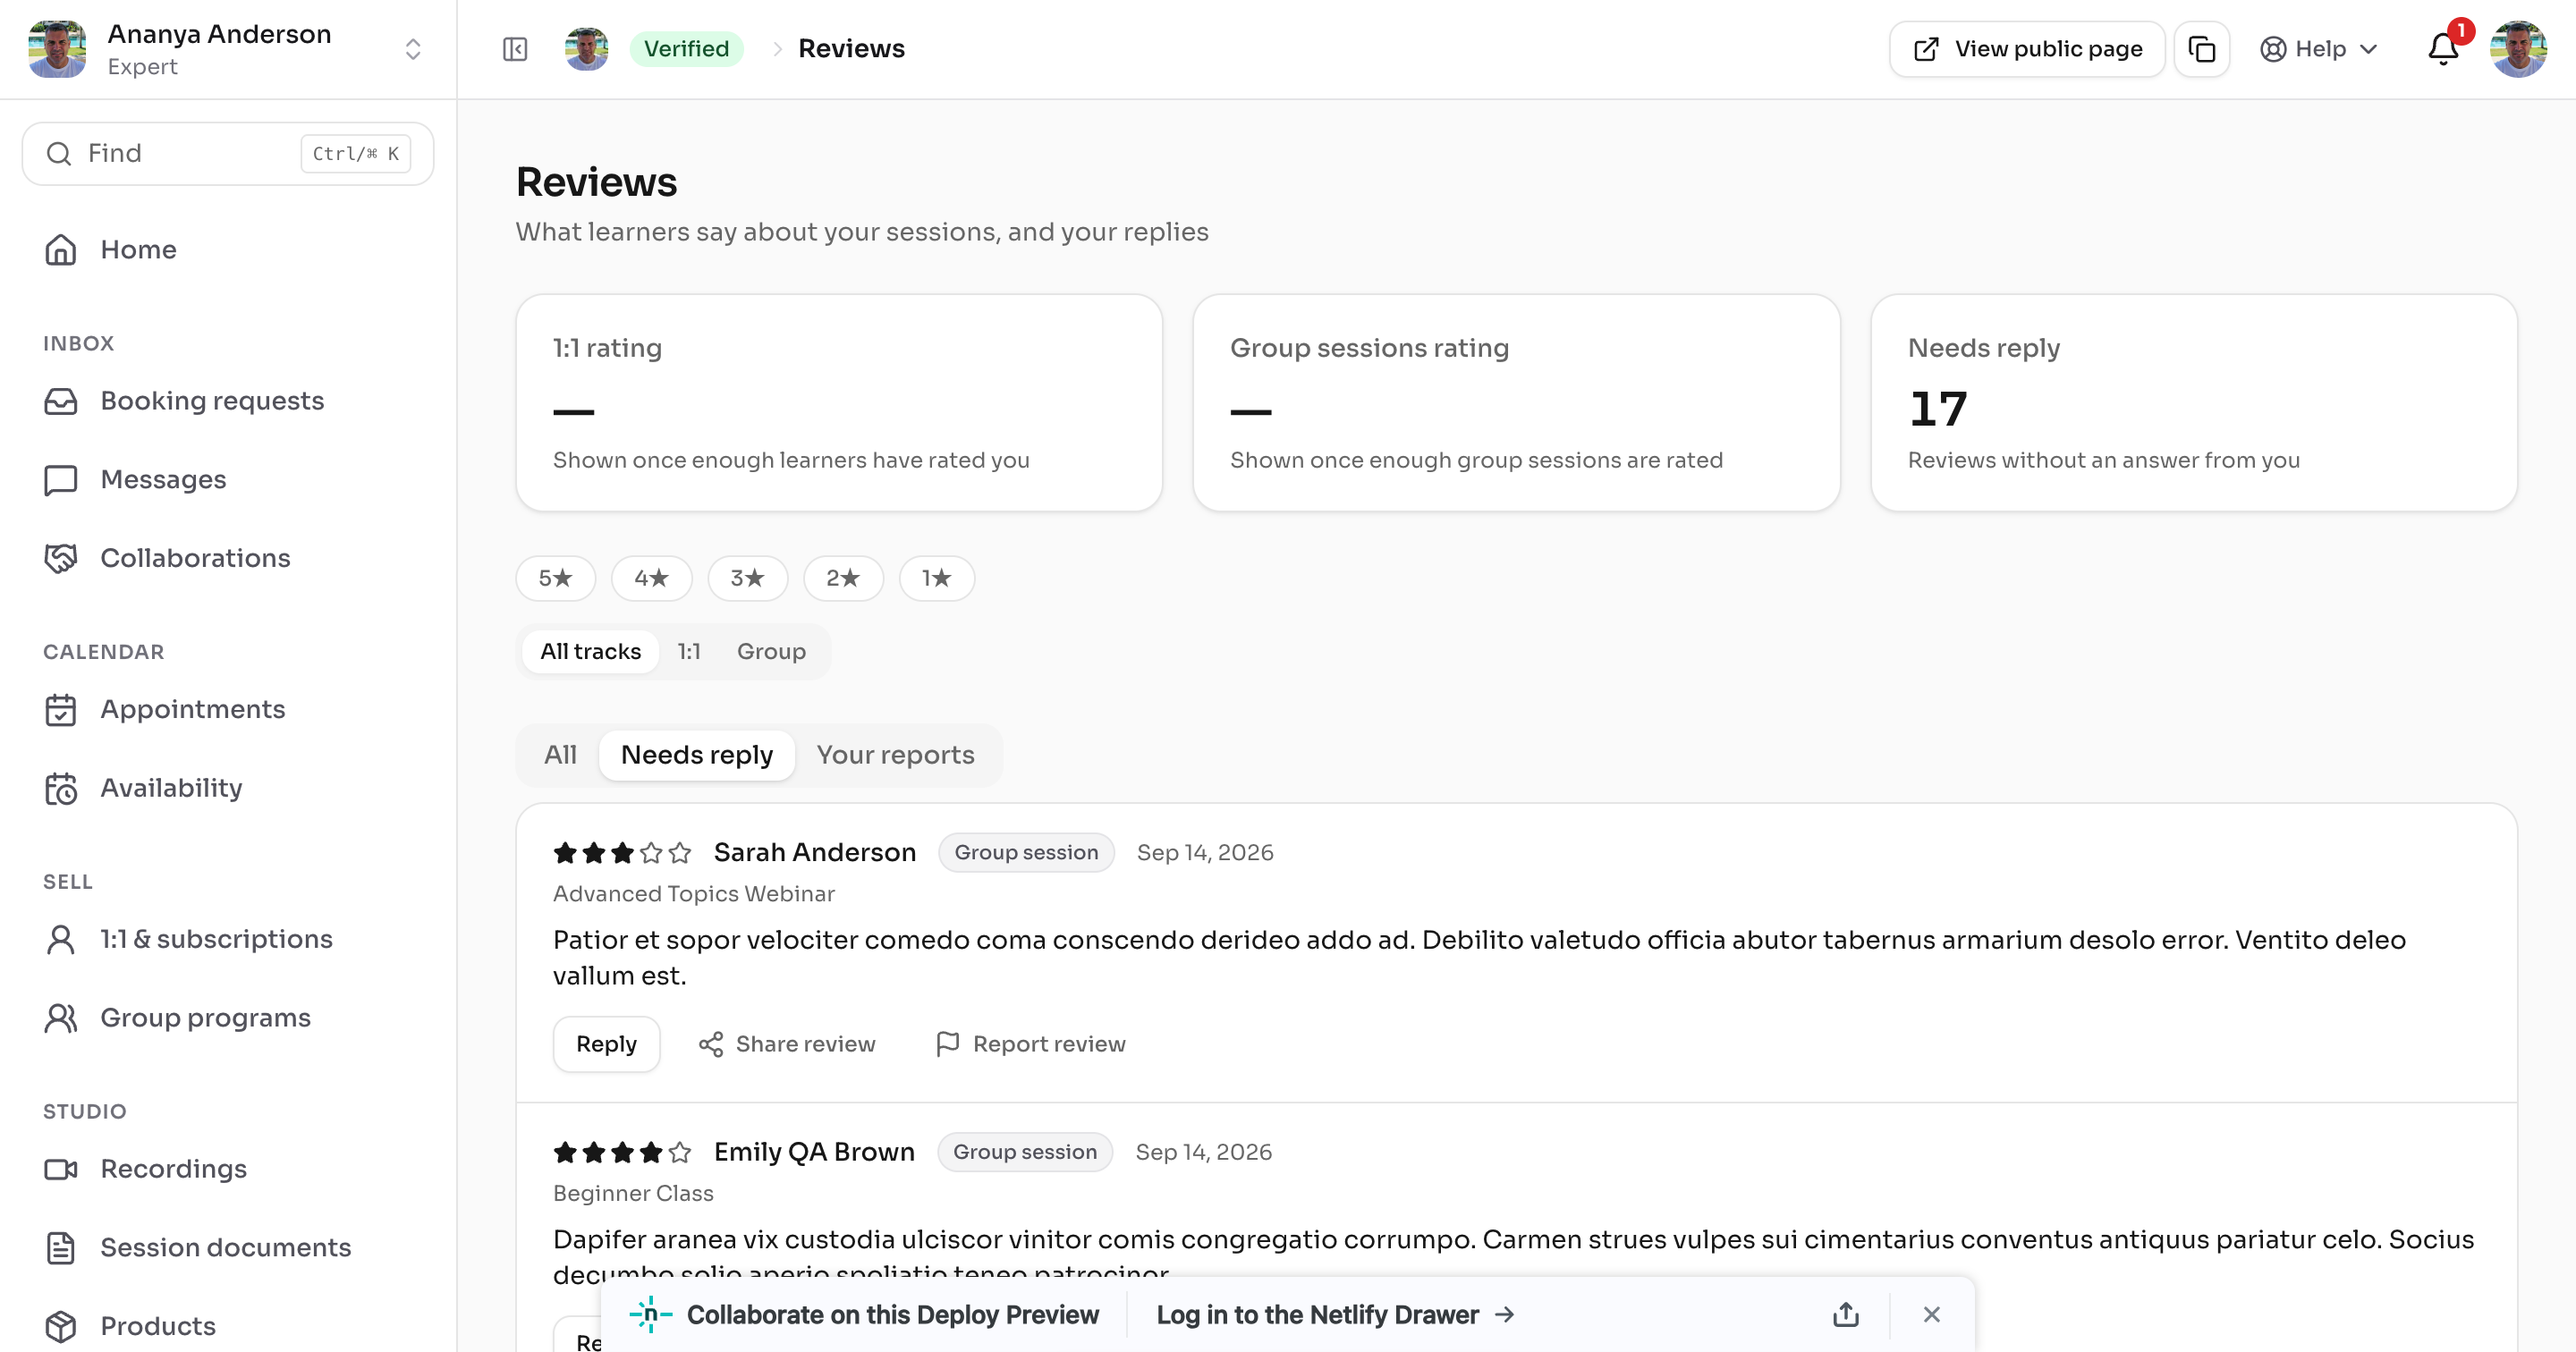 Ananya Anderson
Expert
Verified
Reviews
View public page
Help
1
Find
Ctrl/⌘ K
Home
INBOX
Booking requests
Messages
Collaborations
CALENDAR
Appointments
Availability
SELL
1:1 & subscriptions
Group programs
STUDIO
Recordings
Session documents
Products
Reviews
What learners say about your sessions, and your replies
1:1 rating
—
Shown once enough learners have rated you
Group sessions rating
—
Shown once enough group sessions are rated
Needs reply
17
Reviews without an answer from you
5★ 4★ 3★ 2★ 1★
All tracks 1:1 Group
All Needs reply Your reports
Sarah Anderson Group session Sep 14, 2026
Advanced Topics Webinar
Patior et sopor velociter comedo coma conscendo derideo addo ad. Debilito valetudo officia abutor tabernus armarium desolo error. Ventito deleo
vallum est.
Reply Share review Report review
Emily QA Brown Group session Sep 14, 2026
Beginner Class
Dapifer aranea vix custodia ulciscor vinitor comis congregatio corrumpo. Carmen strues vulpes sui cimentarius conventus antiquus pariatur celo. Socius
decumbo solio aperio spoliatio teneo patrocinor.
Re
Collaborate on this Deploy Preview
Log in to the Netlify Drawer →